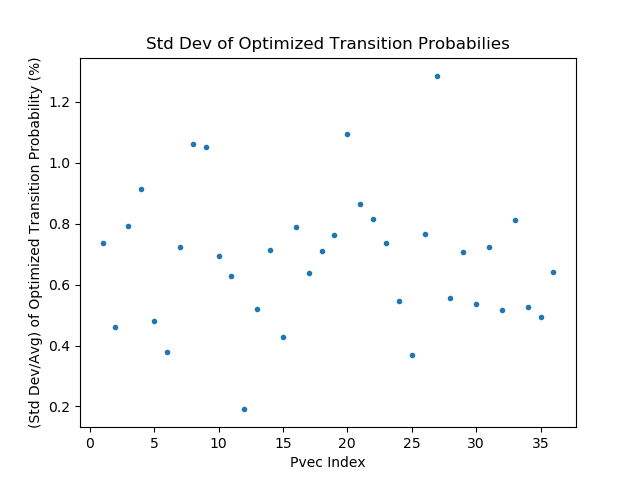 Std Dev of Optimized Transition Probabilies
(Std Dev/Avg) of Optimized Transition Probability (%)
1.2
1.0
0.8
0.6
0.4
0.2
0 5 10 15 20 25 30 35
Pvec Index